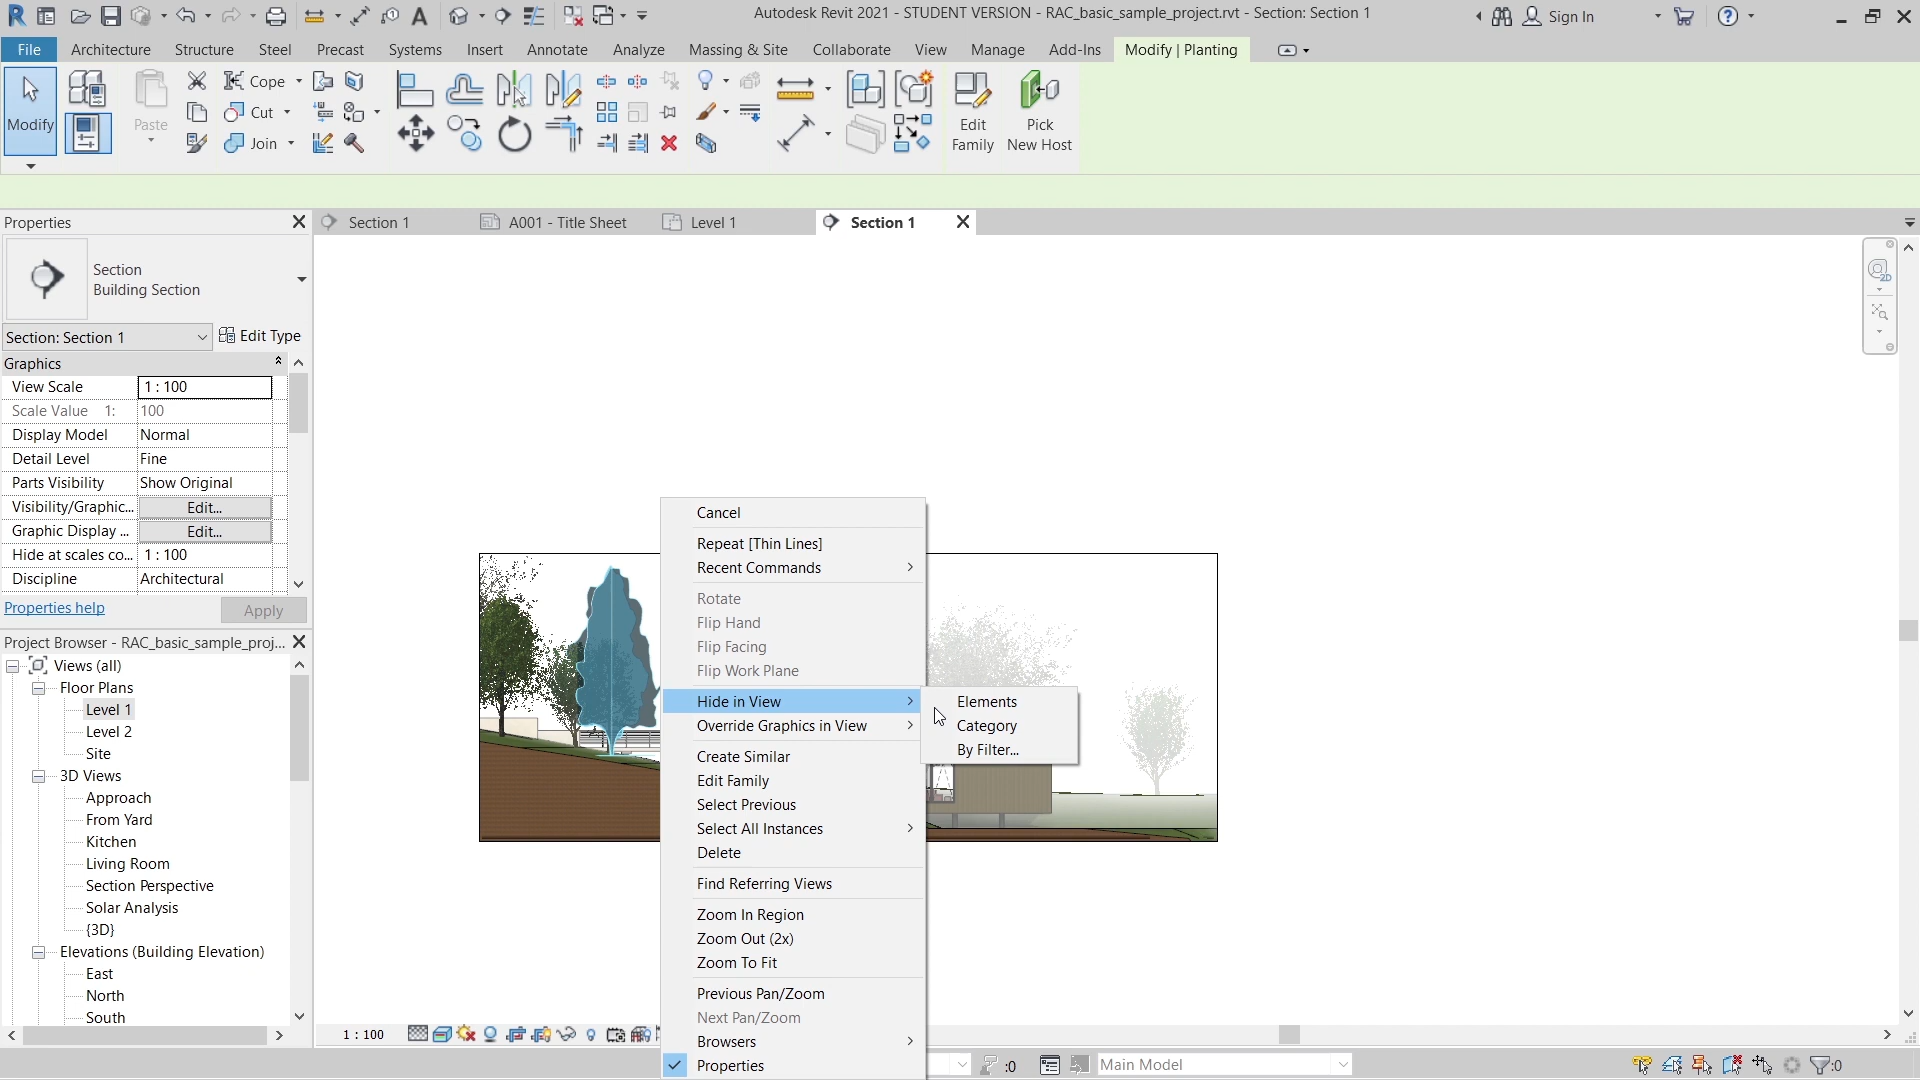 Autodesk Revit 2021 - STUDENT VERSION - RAC_basic_sample_project.rvt - Section: Section 1
Sign In
File
Architecture
Structure
Steel
Precast
Systems
Insert
Annotate
Analyze
Massing & Site
Collaborate
View
Manage
Add-Ins
Modify | Planting
Modify
Paste
Cope
Cut
Join
Edit
Family
Pick
New Host
Properties
Section 1
A001 - Title Sheet
Level 1
Section 1
Section
Building Section
Section: Section 1
Edit Type
Graphics
View Scale
1 : 100
Scale Value 1:
100
Display Model
Normal
Detail Level
Fine
Parts Visibility
Show Original
Visibility/Graphic...
Edit...
Graphic Display ...
Edit...
Hide at scales co...
1 : 100
Discipline
Architectural
Properties help
Apply
Project Browser - RAC_basic_sample_proj...
Views (all)
Floor Plans
Level 1
Level 2
Site
3D Views
Approach
From Yard
Kitchen
Living Room
Section Perspective
Solar Analysis
{3D}
Elevations (Building Elevation)
East
North
South
Cancel
Repeat [Thin Lines]
Recent Commands
Rotate
Flip Hand
Flip Facing
Flip Work Plane
Hide in View
Override Graphics in View
Create Similar
Edit Family
Select Previous
Select All Instances
Delete
Find Referring Views
Zoom In Region
Zoom Out (2x)
Zoom To Fit
Previous Pan/Zoom
Next Pan/Zoom
Browsers
Properties
Elements
Category
By Filter...
2D
1 : 100
:0
Main Model
:0